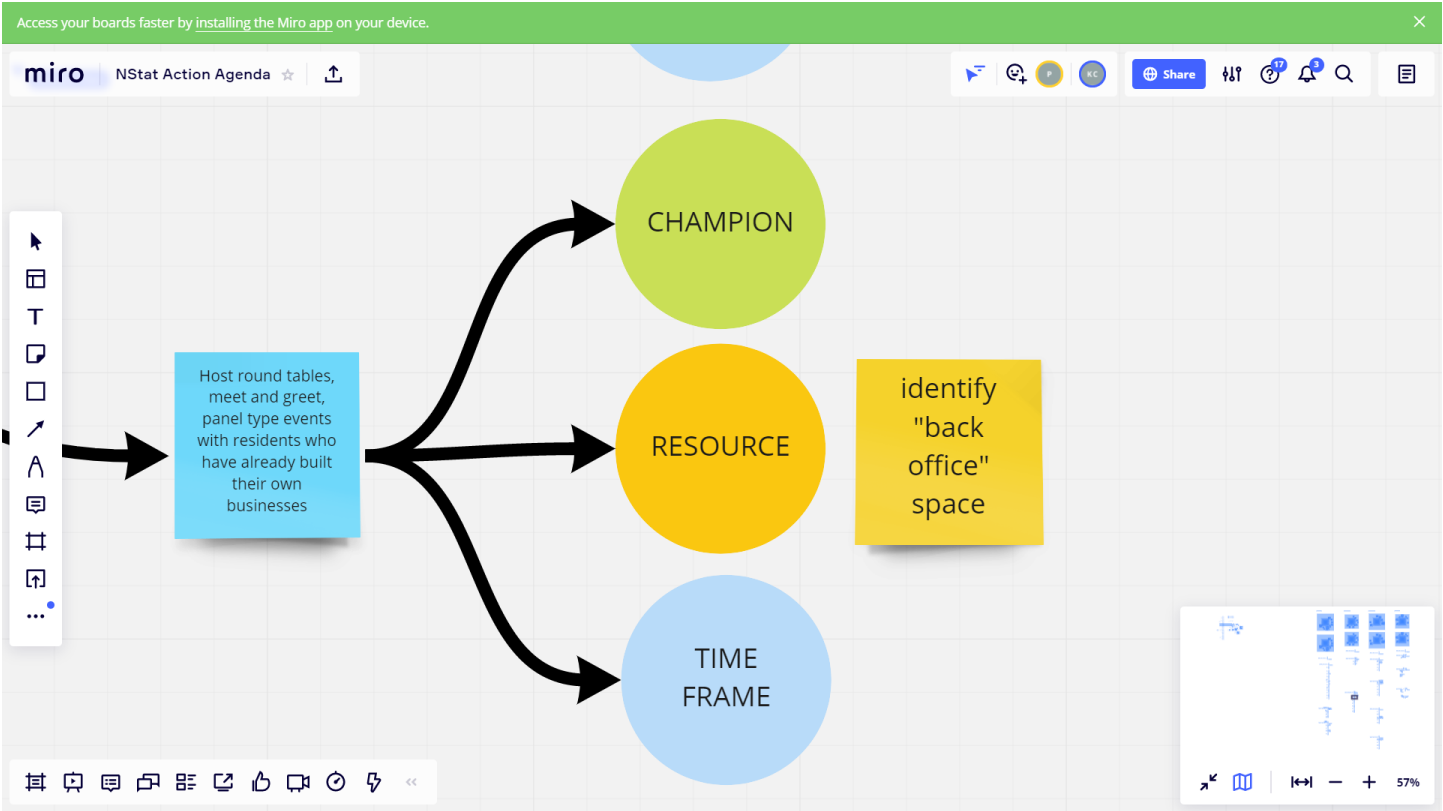 Access your boards faster by installing the Miro app on your device.
miro
NStat Action Agenda
P
KC
Share
17
3
CHAMPION
Host round tables,
meet and greet,
panel type events
with residents who
have already built
their own
businesses
RESOURCE
identify
"back
office"
space
TIME
FRAME
57%